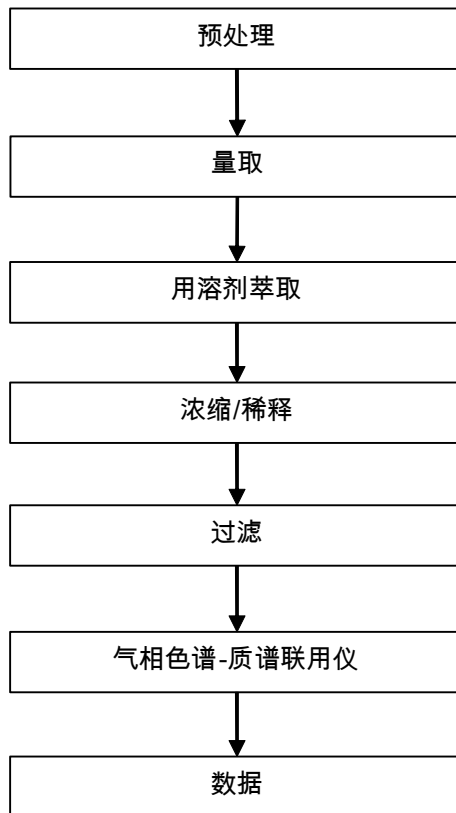 预处理
量取
用溶剂萃取
浓缩/稀释
过滤
气相色谱-质谱联用仪
数据